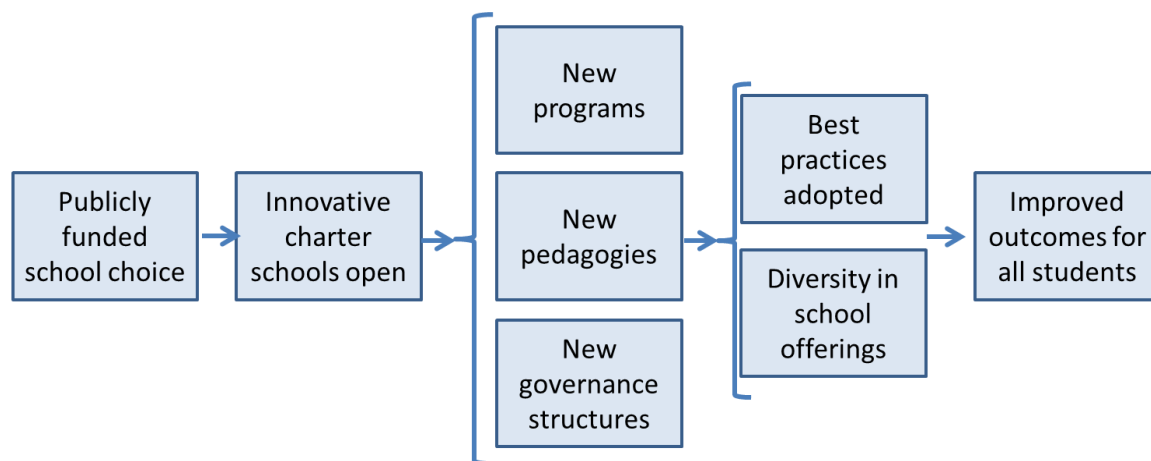 Publicly
funded
school choice
Innovative
charter
schools open
New
programs
New
pedagogies
New
governance
structures
Best
practices
adopted
Diversity in
school
offerings
Improved
outcomes for
all students